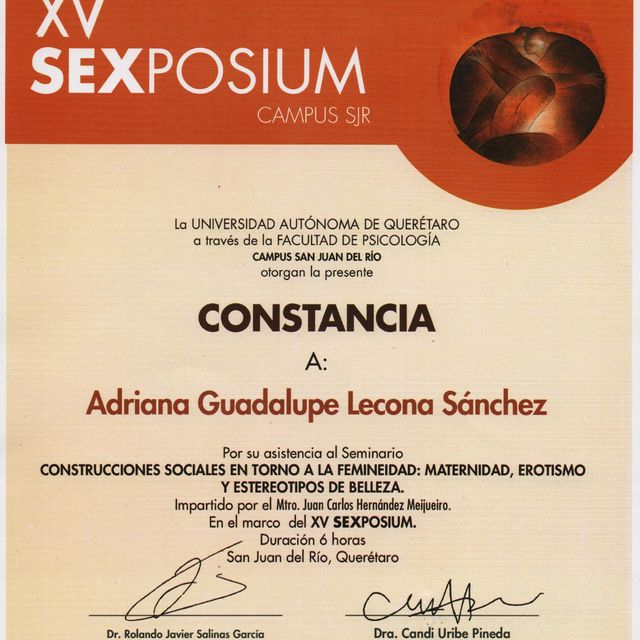 XV
SEXPOSIUM
CAMPUS SJR
La UNIVERSIDAD AUTÓNOMA DE QUERÉTARO
a través de la FACULTAD DE PSICOLOGÍA
CAMPUS SAN JUAN DEL RÍO
otorgan la presente
CONSTANCIA
A:
Adriana Guadalupe Lecona Sánchez
Por su asistencia al Seminario
CONSTRUCCIONES SOCIALES EN TORNO A LA FEMINEIDAD: MATERNIDAD, EROTISMO
Y ESTEREOTIPOS DE BELLEZA.
Impartido por el Mtro. Juan Carlos Hernández Meijueiro.
En el marco del XV SEXPOSIUM.
Duración 6 horas
San Juan del Río, Querétaro
Dr. Rolando Javier Salinas García
Dra. Candi Uribe Pineda